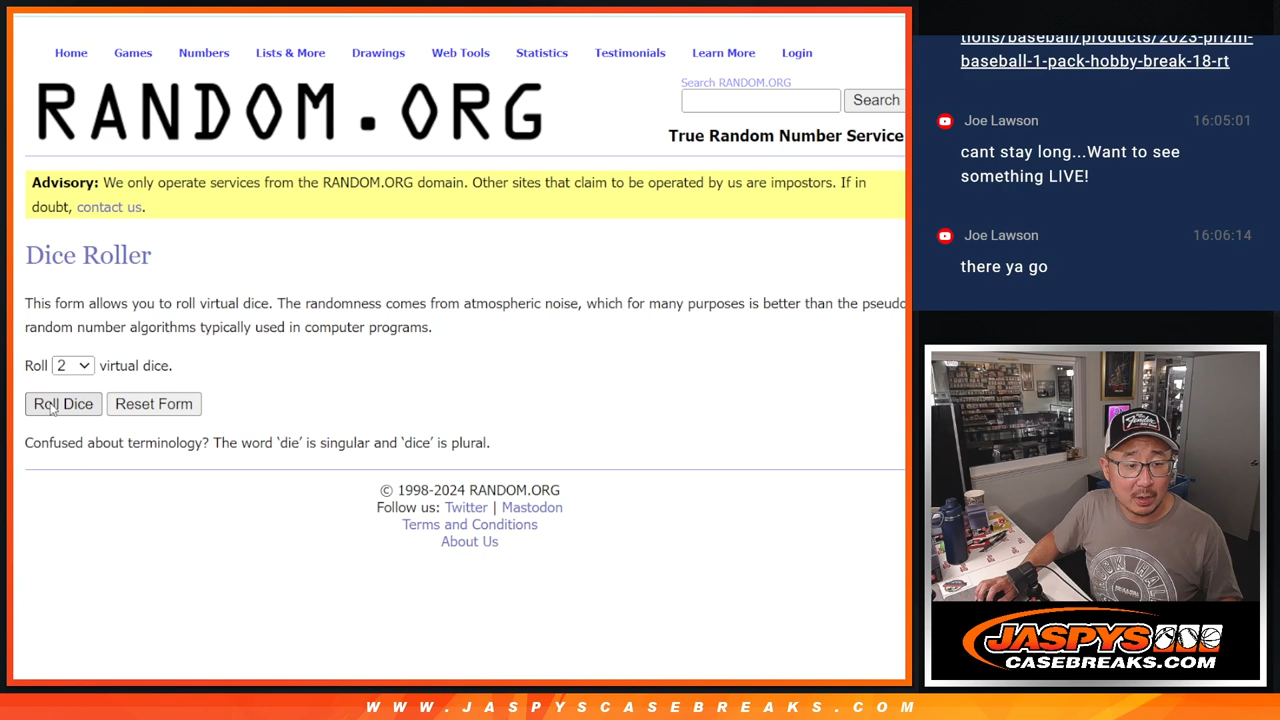 Home Games Numbers Lists & More Drawings Web Tools Statistics Testimonials Learn More Login
RANDOM.ORG
Search RANDOM.ORG
Search
True Random Number Service
Advisory: We only operate services from the RANDOM.ORG domain. Other sites that claim to be operated by us are impostors. If in
doubt, contact us.
Dice Roller
This form allows you to roll virtual dice. The randomness comes from atmospheric noise, which for many purposes is better than the pseudo
random number algorithms typically used in computer programs.
Roll 2 virtual dice.
Roll Dice Reset Form
Confused about terminology? The word ‘die’ is singular and ‘dice’ is plural.
© 1998-2024 RANDOM.ORG
Follow us: Twitter | Mastodon
Terms and Conditions
About Us
tions/baseball/products/2023-prizm-
baseball-1-pack-hobby-break-18-rt
Joe Lawson 16:05:01
cant stay long...Want to see
something LIVE!
Joe Lawson 16:06:14
there ya go
JASPYS
CASEBREAKS.COM
WWW.JASPYSCASEBREAKS.COM